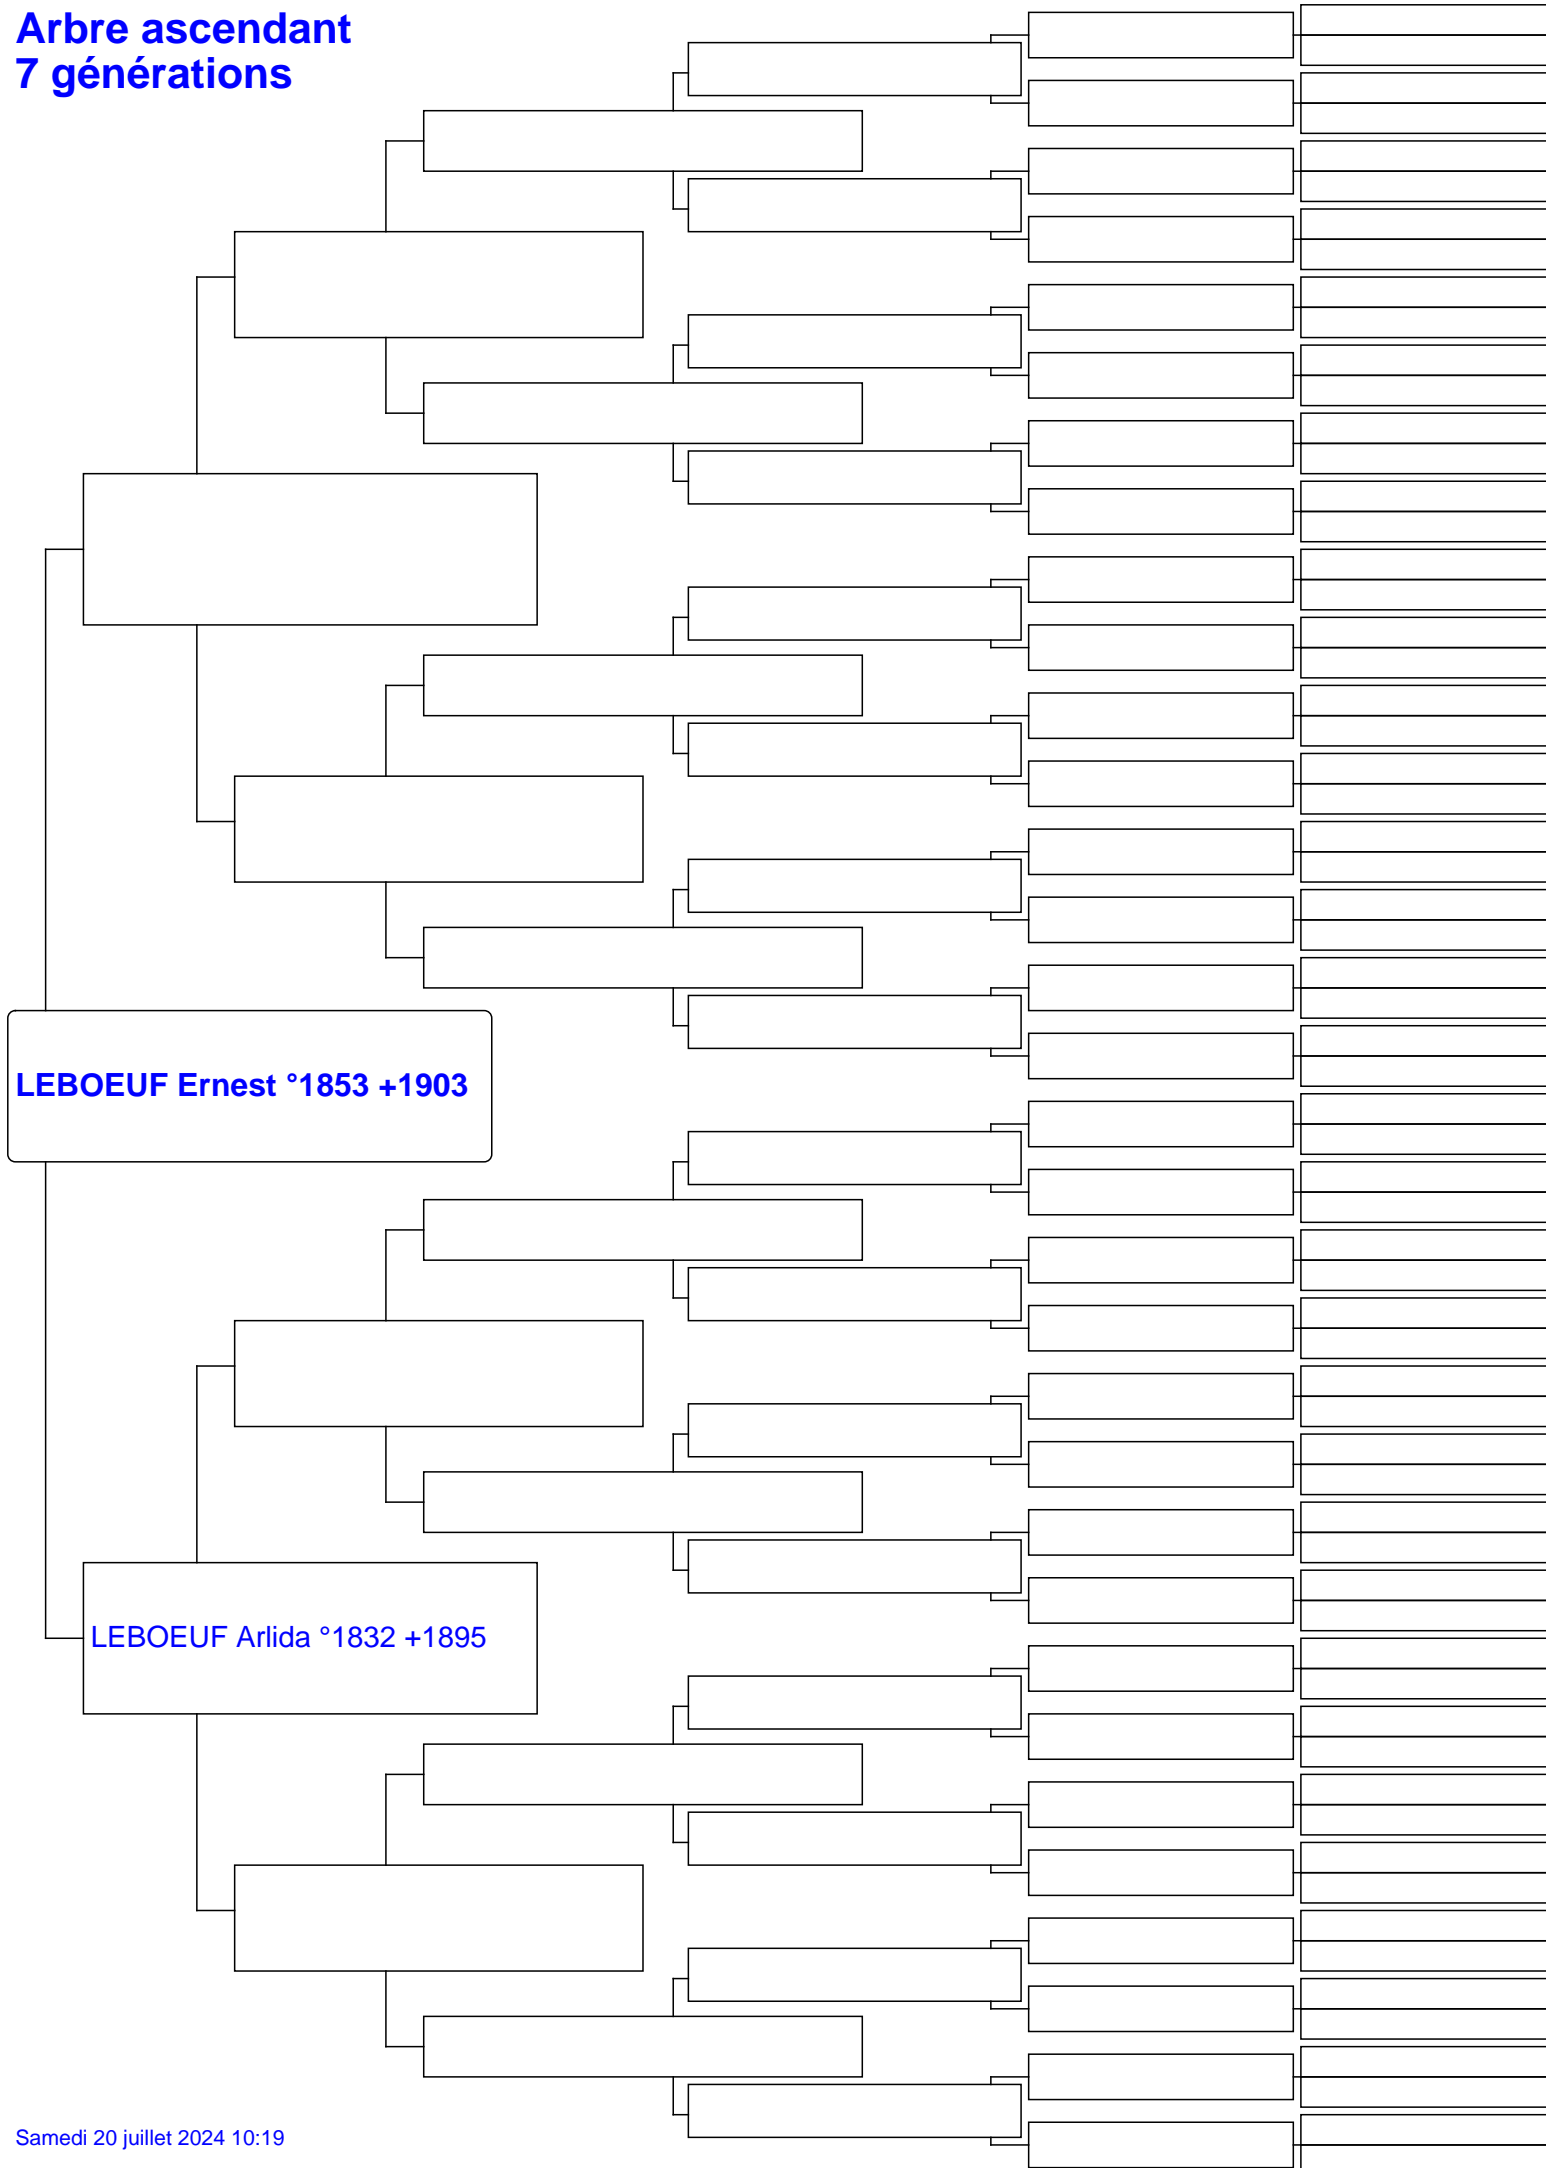 Arbre ascendant
7 générations
LEBOEUF Ernest °1853 +1903
LEBOEUF Arlida °1832 +1895
Samedi 20 juillet 2024 10:19